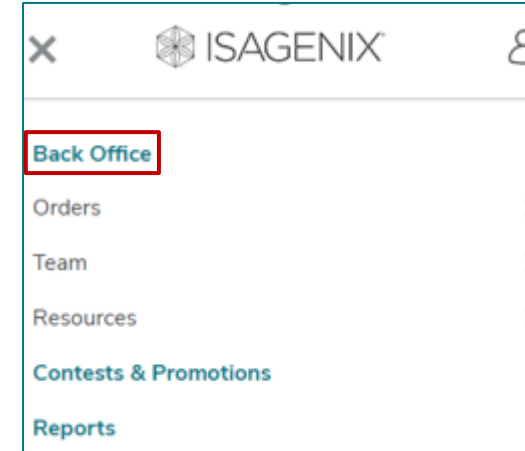 ISAGENIX
Back Office
Orders
Team
Resources
Contests & Promotions
Reports